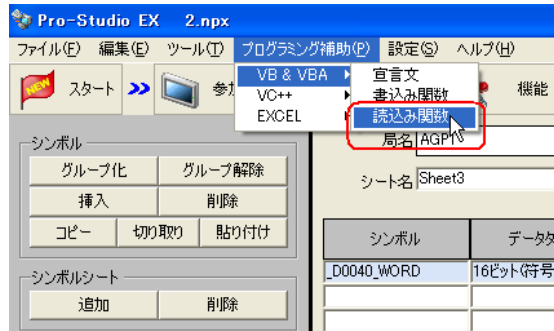 Pro-Studio EX 2.npx
ファイル(F) 編集(E) ツール(T) プログラミング補助(P) 設定(S) ヘルプ(H)
NEW スタート 機能
VB & VBA
VC++
EXCEL
宣言文
書込み関数
読込み関数
局名 AGP1
シート名 Sheet3
シンボル
グループ化 グループ解除
挿入 削除
コピー 切り取り 貼り付け
シンボル
_D0040_WORD 16ビット(符号
シンボルシート
追加 削除